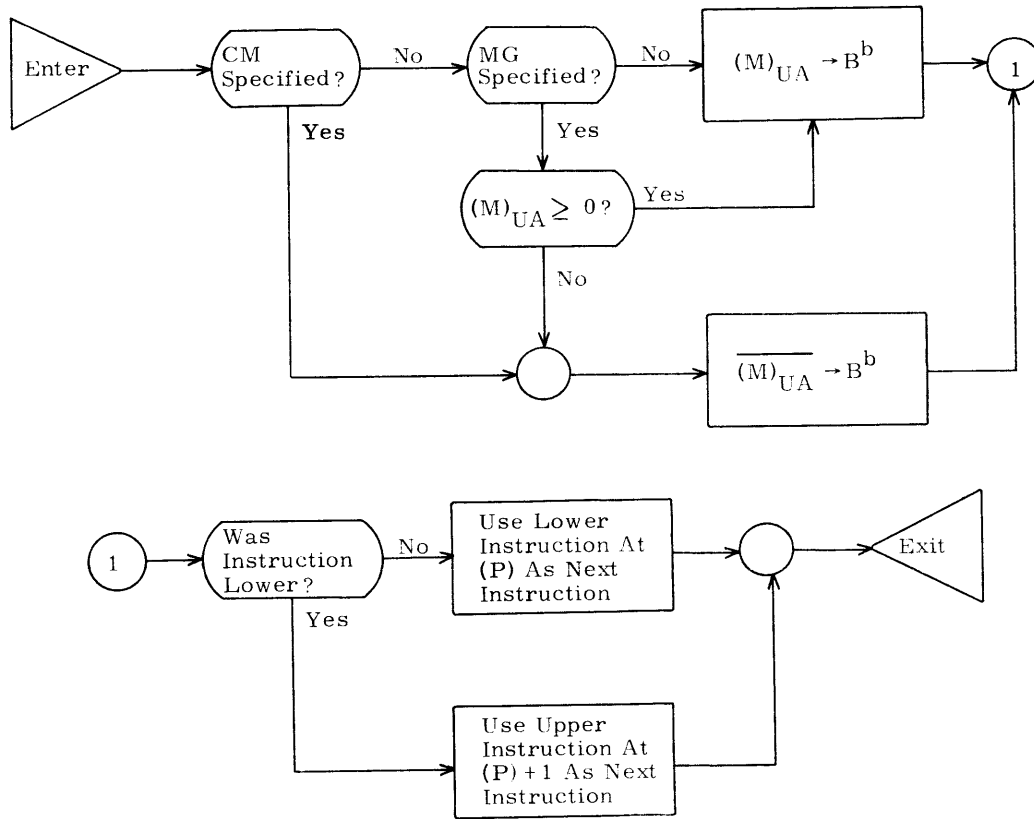 Enter
CM
Specified?
No
MG
Specified?
No
(M)UA → B^b
1
Yes
Yes
(M)UA ≥ 0?
Yes
No
(M)UA → B^b
1
Was
Instruction
Lower?
No
Use Lower
Instruction At
(P) As Next
Instruction
Exit
Yes
Use Upper
Instruction At
(P)+1 As Next
Instruction